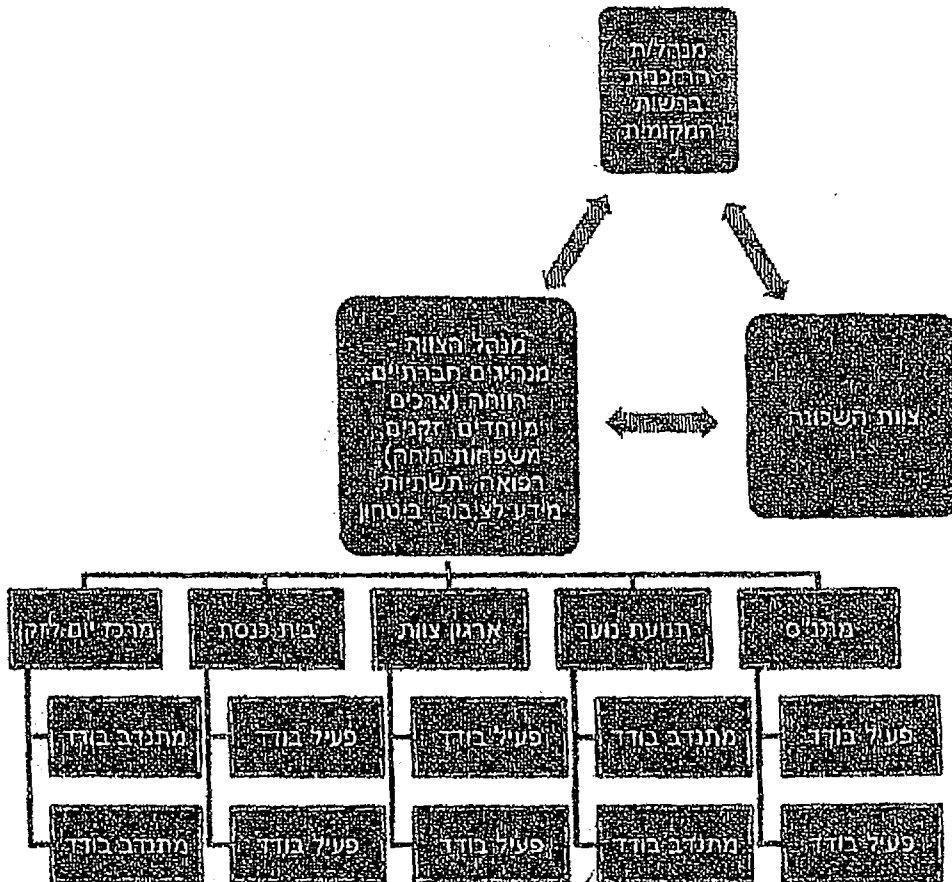 מנהל/ת
התוכנית
ברשות
המקומית
מנהל הצוות -
מנהיגים חברתיים
רווחה (צרכים
מיוחדים, זקנים,
משפחות
רפואה, תשתיות
מידע לציבור, ביטחון
צוות השכונה
מתנ״ס
תנועת נוער
ארגון צוות
בית כנסת
מרכז יום לזקן
פעיל בודד
מתנדב בודד
פעיל בודד
פעיל בודד
מתנדב בודד
פעיל בודד
מתנדב בודד
פעיל בודד
פעיל בודד
מתנדב בודד